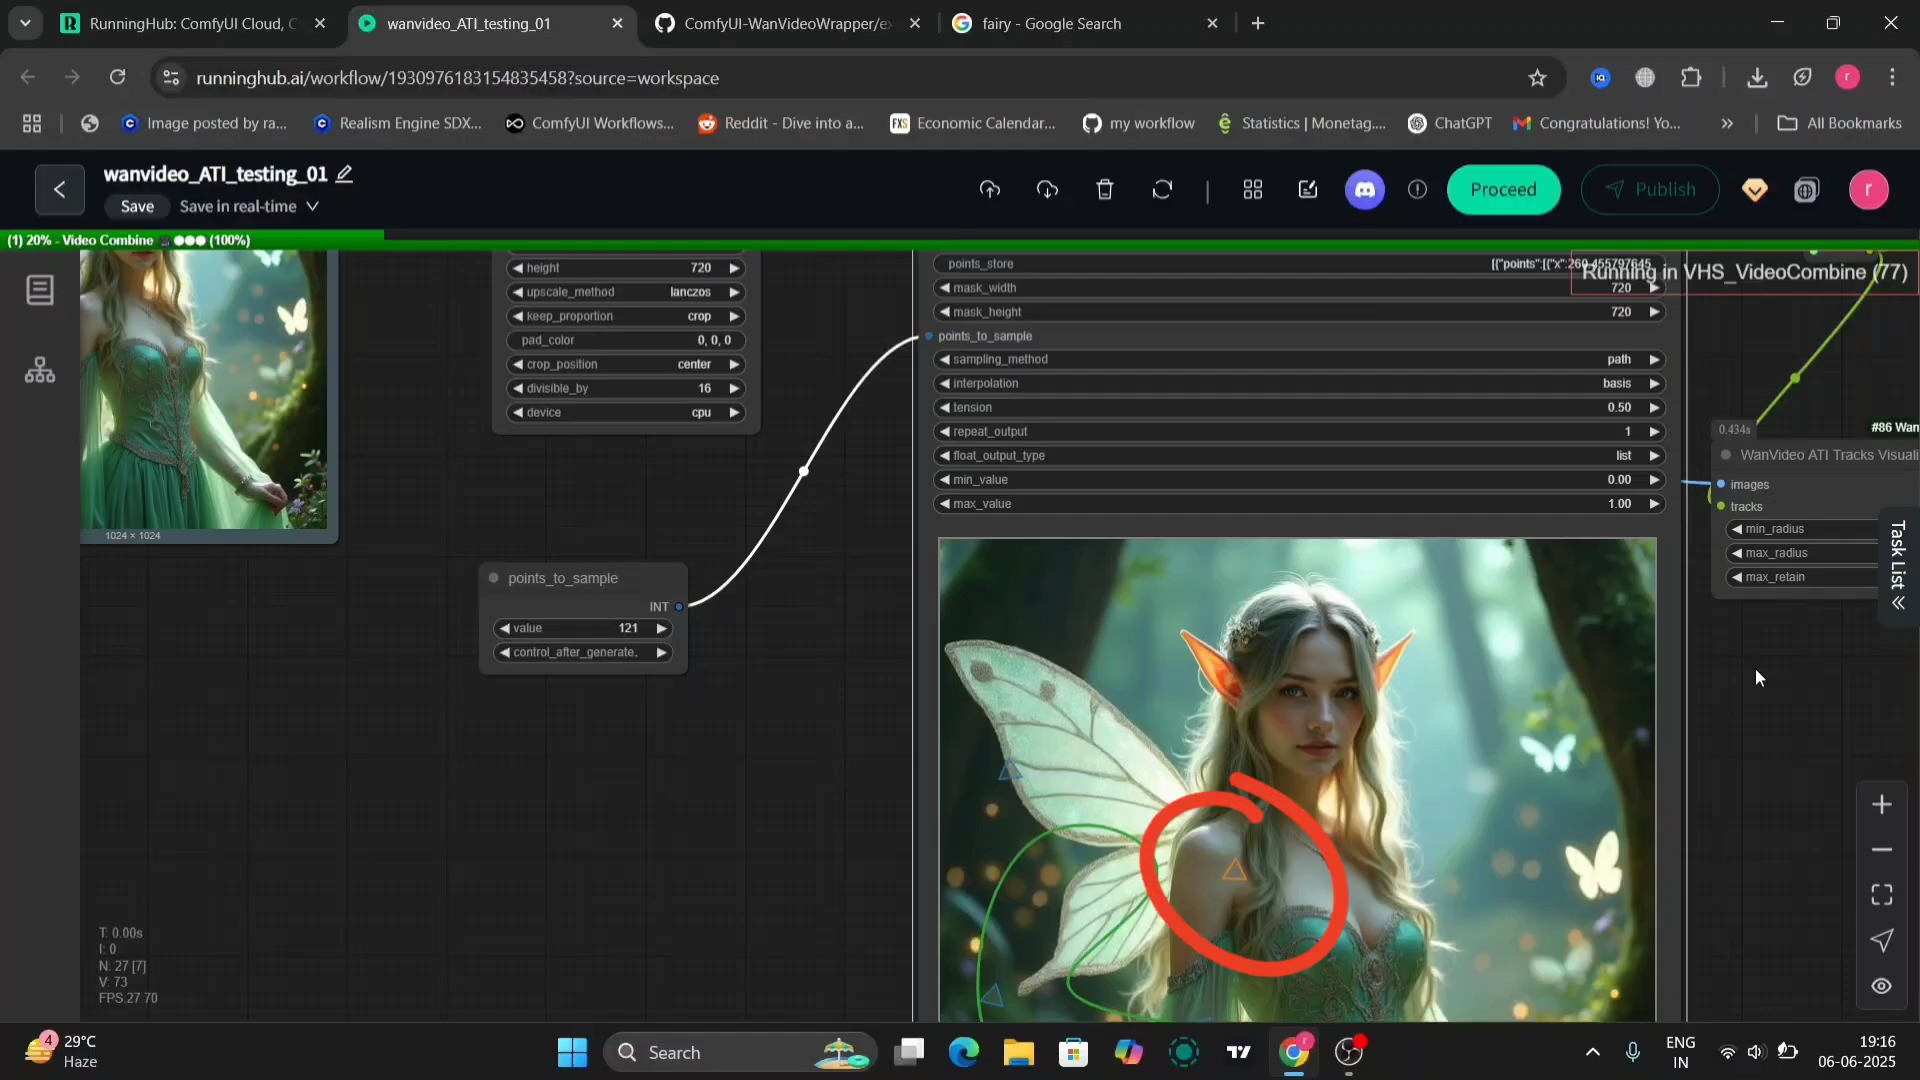 RunningHub: ComfyUI Cloud, C
wanvideo_ATI_testing_01
ComfyUI-WanVideoWrapper/ex
fairy - Google Search
runninghub.ai/workflow/1930976183154835458?source=workspace
Image posted by ra...
Realism Engine SDX...
ComfyUI Workflows...
Reddit - Dive into a...
Economic Calendar...
my workflow
Statistics | Monetag....
ChatGPT
Congratulations! Yo...
All Bookmarks
wanvideo_ATI_testing_01
Save
Save in real-time
Proceed
Publish
r
(1) 20% - Video Combine (100%)
Running in VHS_VideoCombine (77)
height 720
upscale_method lanczos
keep_proportion crop
pad_color 0, 0, 0
crop_position center
divisible_by 16
device cpu
points_store [{"points":[{"x":260.455797645
mask_width 720
mask_height 720
points_to_sample
sampling_method path
interpolation basis
tension 0.50
repeat_output 1
float_output_type list
min_value 0.00
max_value 1.00
1024 × 1024
points_to_sample
INT
value 121
control_after_generate.
0.434s
#86 Wan
WanVideo ATI Tracks Visuali
images
tracks
min_radius
max_radius
max_retain
Task List
T: 0.00s
I: 0
N: 27 [7]
V: 73
FPS:27.70
4
29°C
Haze
Search
ENG
IN
19:16
06-06-2025